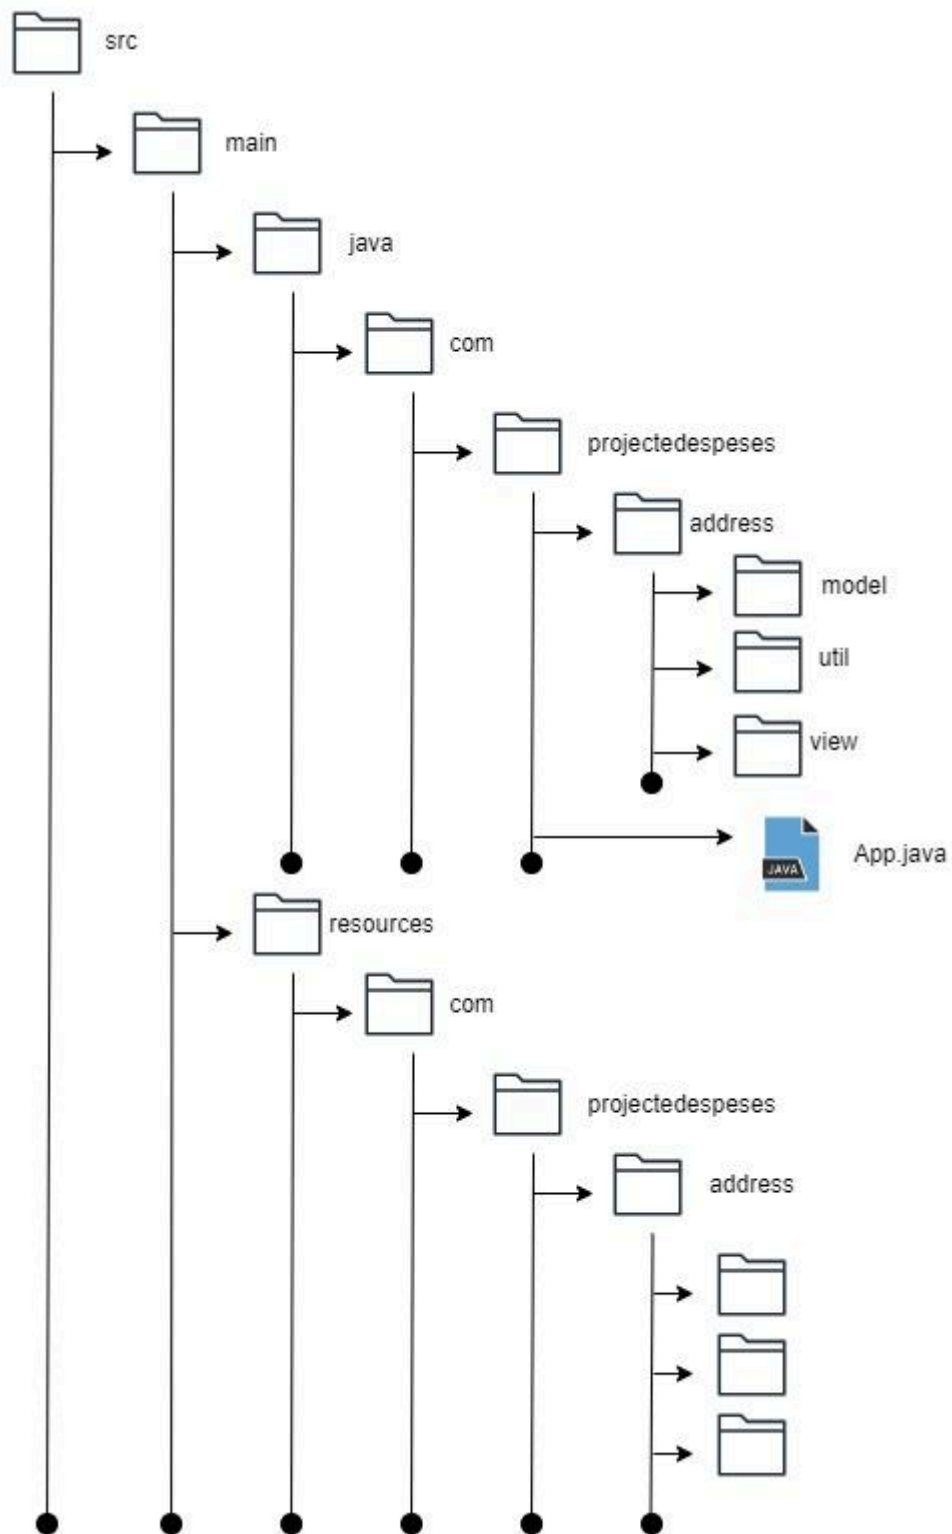 src
main
java
com
projectedespeses
address
model
util
view
JAVA
App.java
resources
com
projectedespeses
address